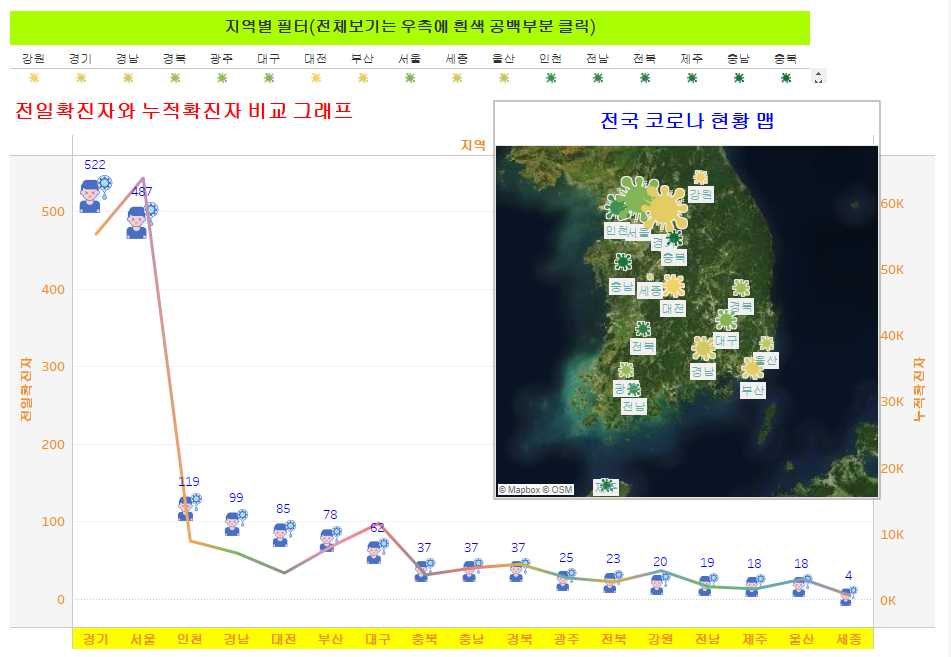 지역별 필터(전체보기는 우측에 흰색 공백부분 클릭)
강원 경기 경남 경북 광주 대구 대전 부산 서울 세종 울산 인천 전남 전북 제주 충남 충북
전일확진자와 누적확진자 비교 그래프
전국 코로나 현황 맵
지역
522
487
119
99
85
78
62
37
37
37
25
23
20
19
18
18
4
500
400
300
200
100
0
전일확진자
60K
50K
40K
30K
20K
10K
0K
누적확진자
강원
인천
서울
충북
충남
세종
대전
경북
대구
전북
울산
경남
부산
전남
© Mapbox © OSM
경기 서울 인천 경남 대전 부산 대구 충북 충남 경북 광주 전북 강원 전남 제주 울산 세종